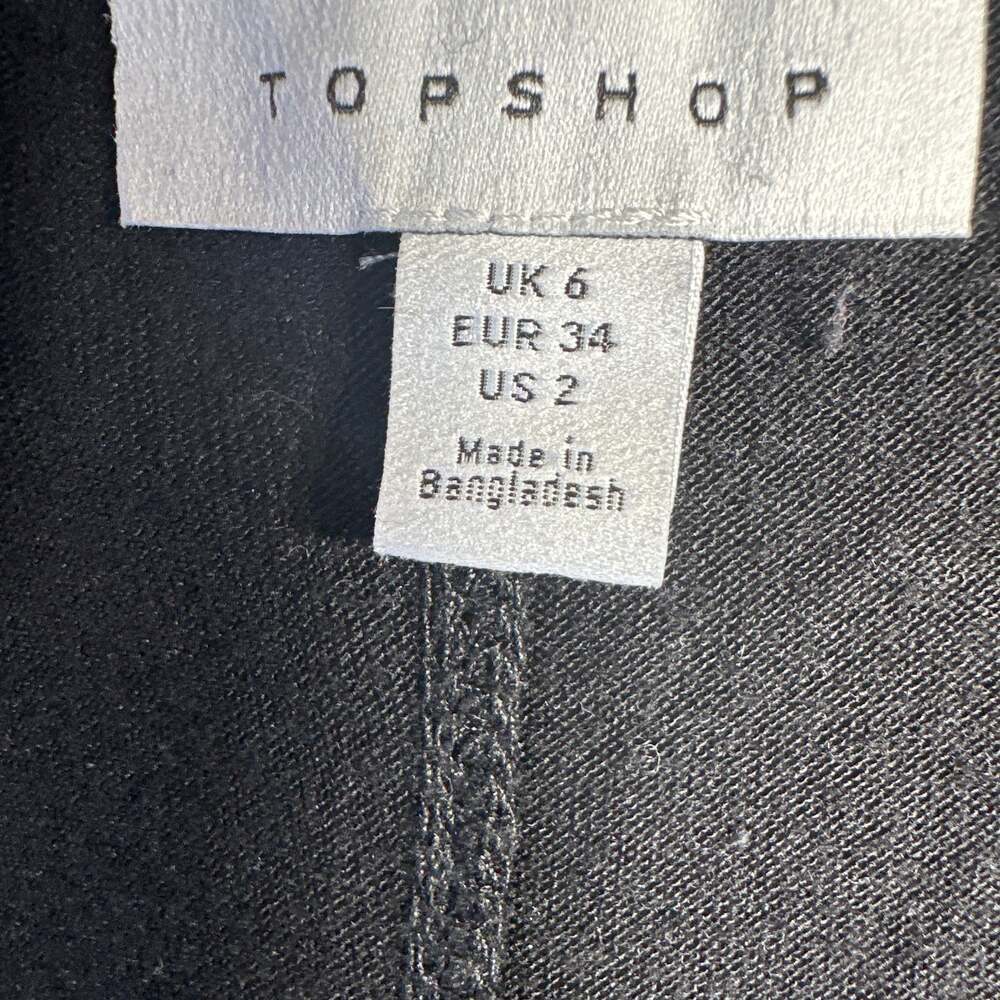 TOPSHOP
UK 6
EUR 34
US 2
Made in
Bangladesh